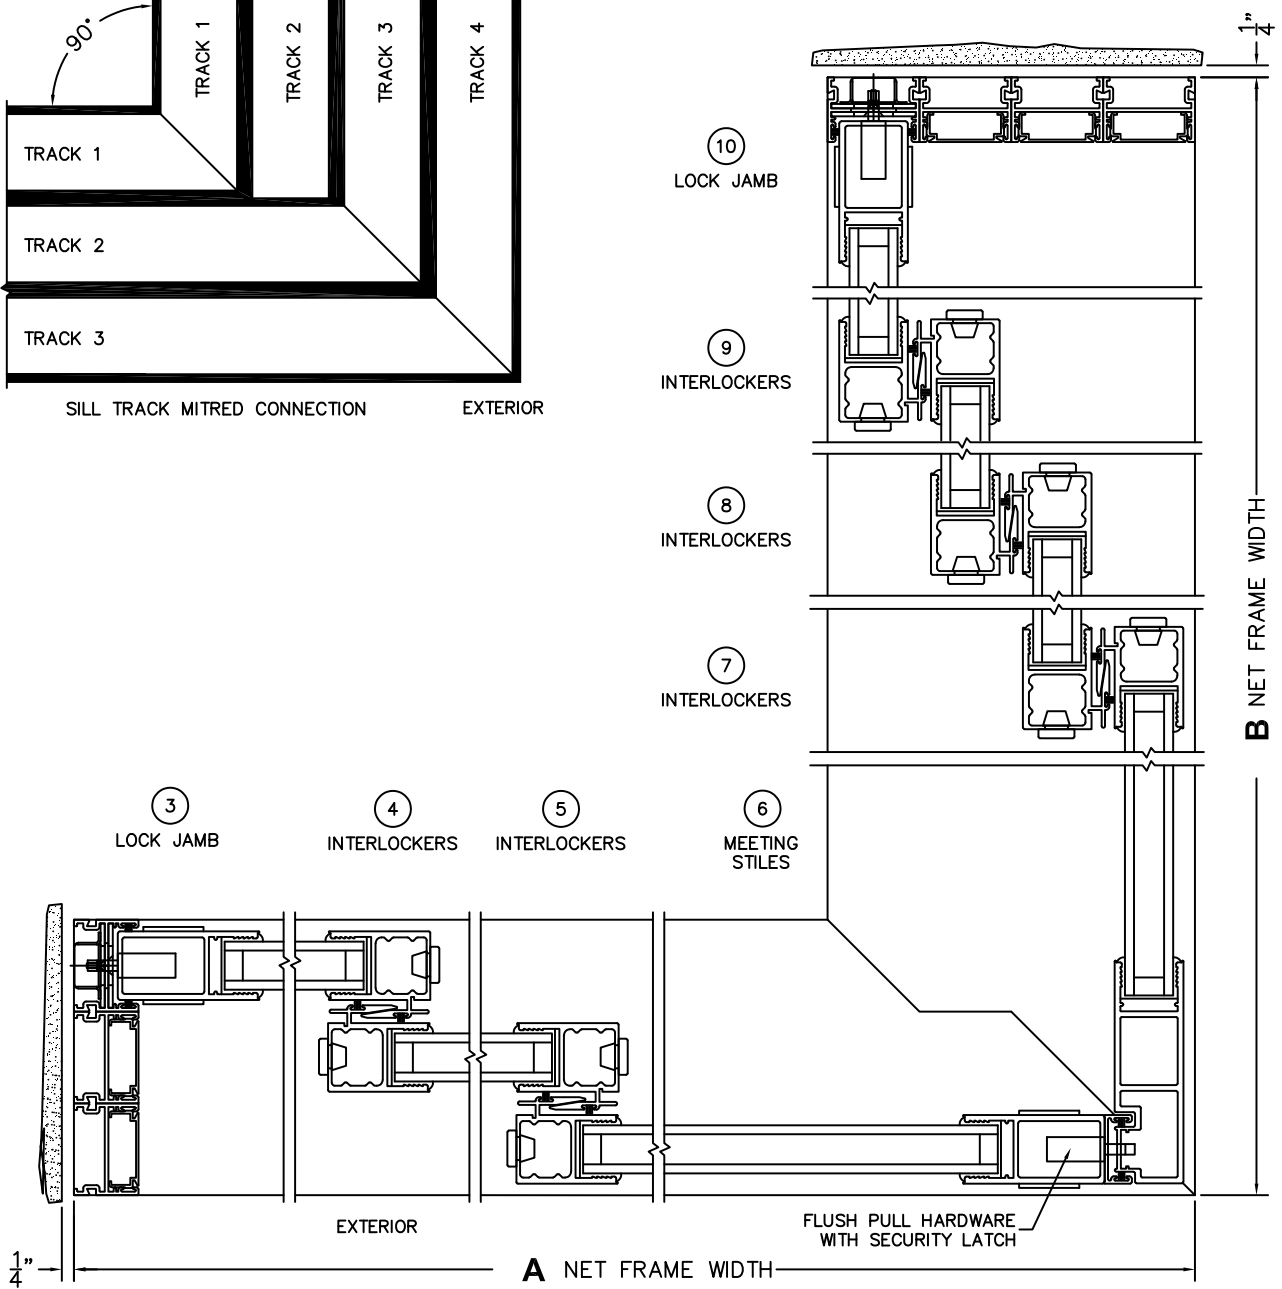 90°
TRACK 1
TRACK 2
TRACK 3
TRACK 4
TRACK 1
TRACK 2
TRACK 3
SILL TRACK MITRED CONNECTION
EXTERIOR
1/4"
10
LOCK JAMB
9
INTERLOCKERS
8
INTERLOCKERS
7
INTERLOCKERS
B NET FRAME WIDTH
3
LOCK JAMB
4
INTERLOCKERS
5
INTERLOCKERS
6
MEETING
STILES
EXTERIOR
FLUSH PULL HARDWARE
WITH SECURITY LATCH
1/4"
A NET FRAME WIDTH